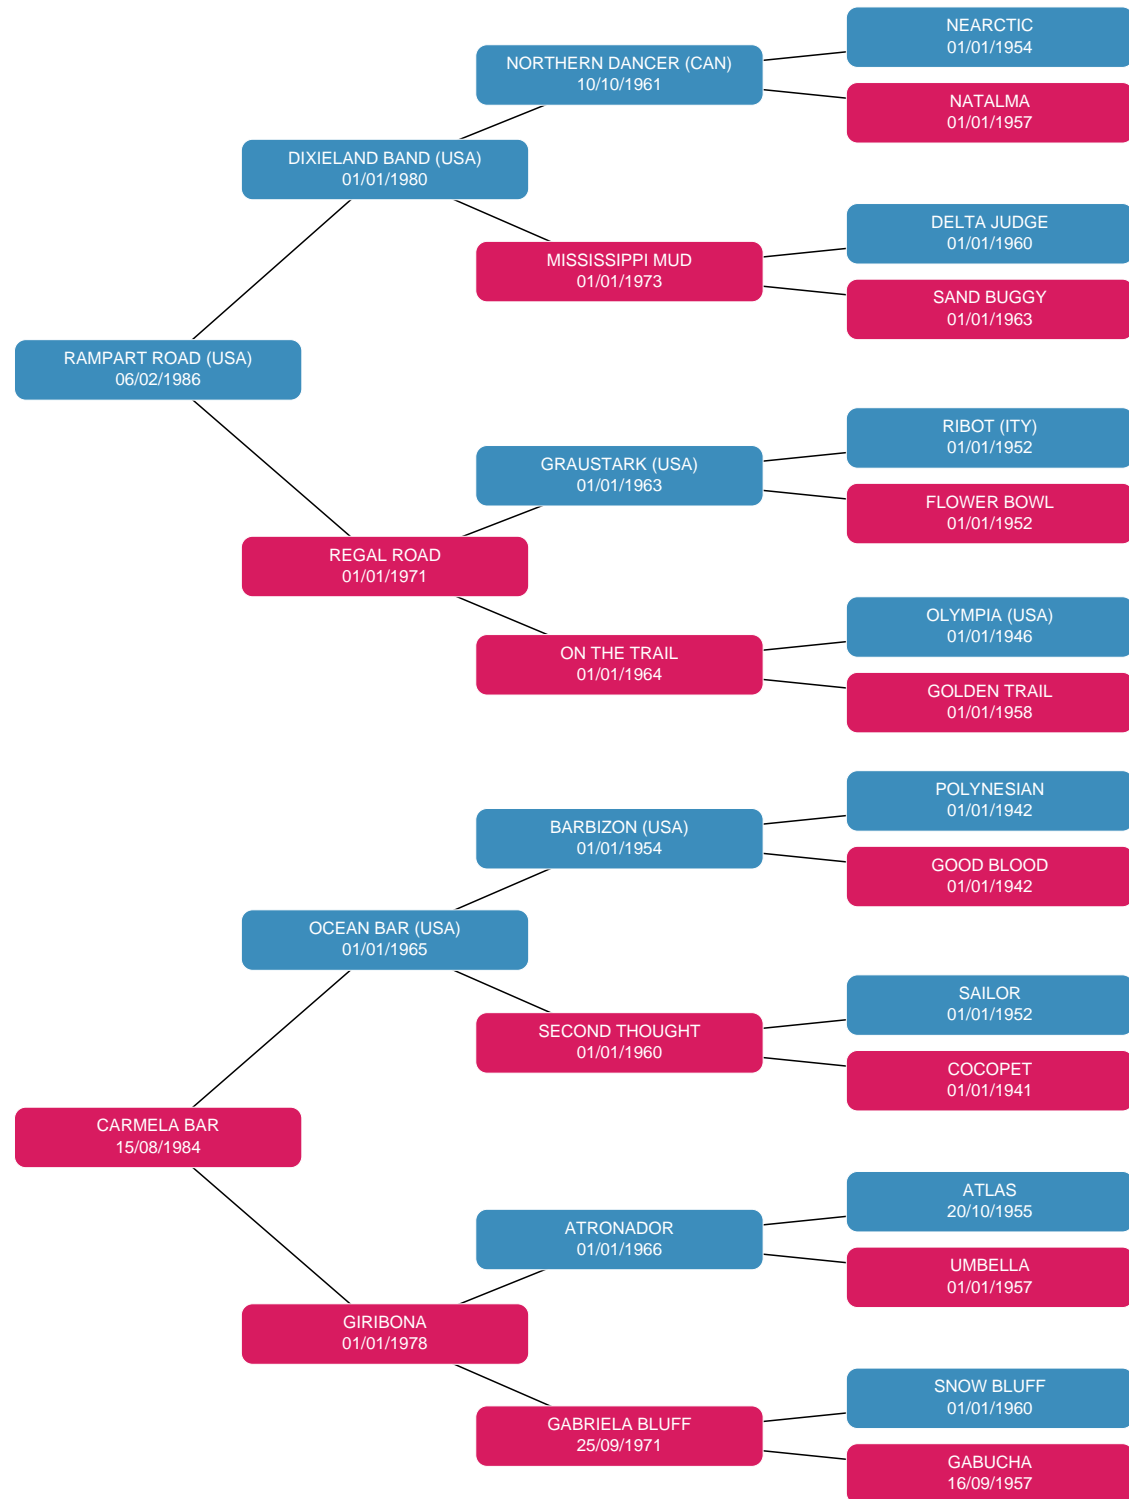 NEARCTIC
01/01/1954
NORTHERN DANCER (CAN)
10/10/1961
NATALMA
01/01/1957
DIXIELAND BAND (USA)
01/01/1980
DELTA JUDGE
01/01/1960
MISSISSIPPI MUD
01/01/1973
SAND BUGGY
01/01/1963
RAMPART ROAD (USA)
06/02/1986
RIBOT (ITY)
01/01/1952
GRAUSTARK (USA)
01/01/1963
FLOWER BOWL
01/01/1952
REGAL ROAD
01/01/1971
OLYMPIA (USA)
01/01/1946
ON THE TRAIL
01/01/1964
GOLDEN TRAIL
01/01/1958
POLYNESIAN
01/01/1942
BARBIZON (USA)
01/01/1954
GOOD BLOOD
01/01/1942
OCEAN BAR (USA)
01/01/1965
SAILOR
01/01/1952
SECOND THOUGHT
01/01/1960
COCOPET
01/01/1941
CARMELA BAR
15/08/1984
ATLAS
20/10/1955
ATRONADOR
01/01/1966
UMBELLA
01/01/1957
GIRIBONA
01/01/1978
SNOW BLUFF
01/01/1960
GABRIELA BLUFF
25/09/1971
GABUCHA
16/09/1957